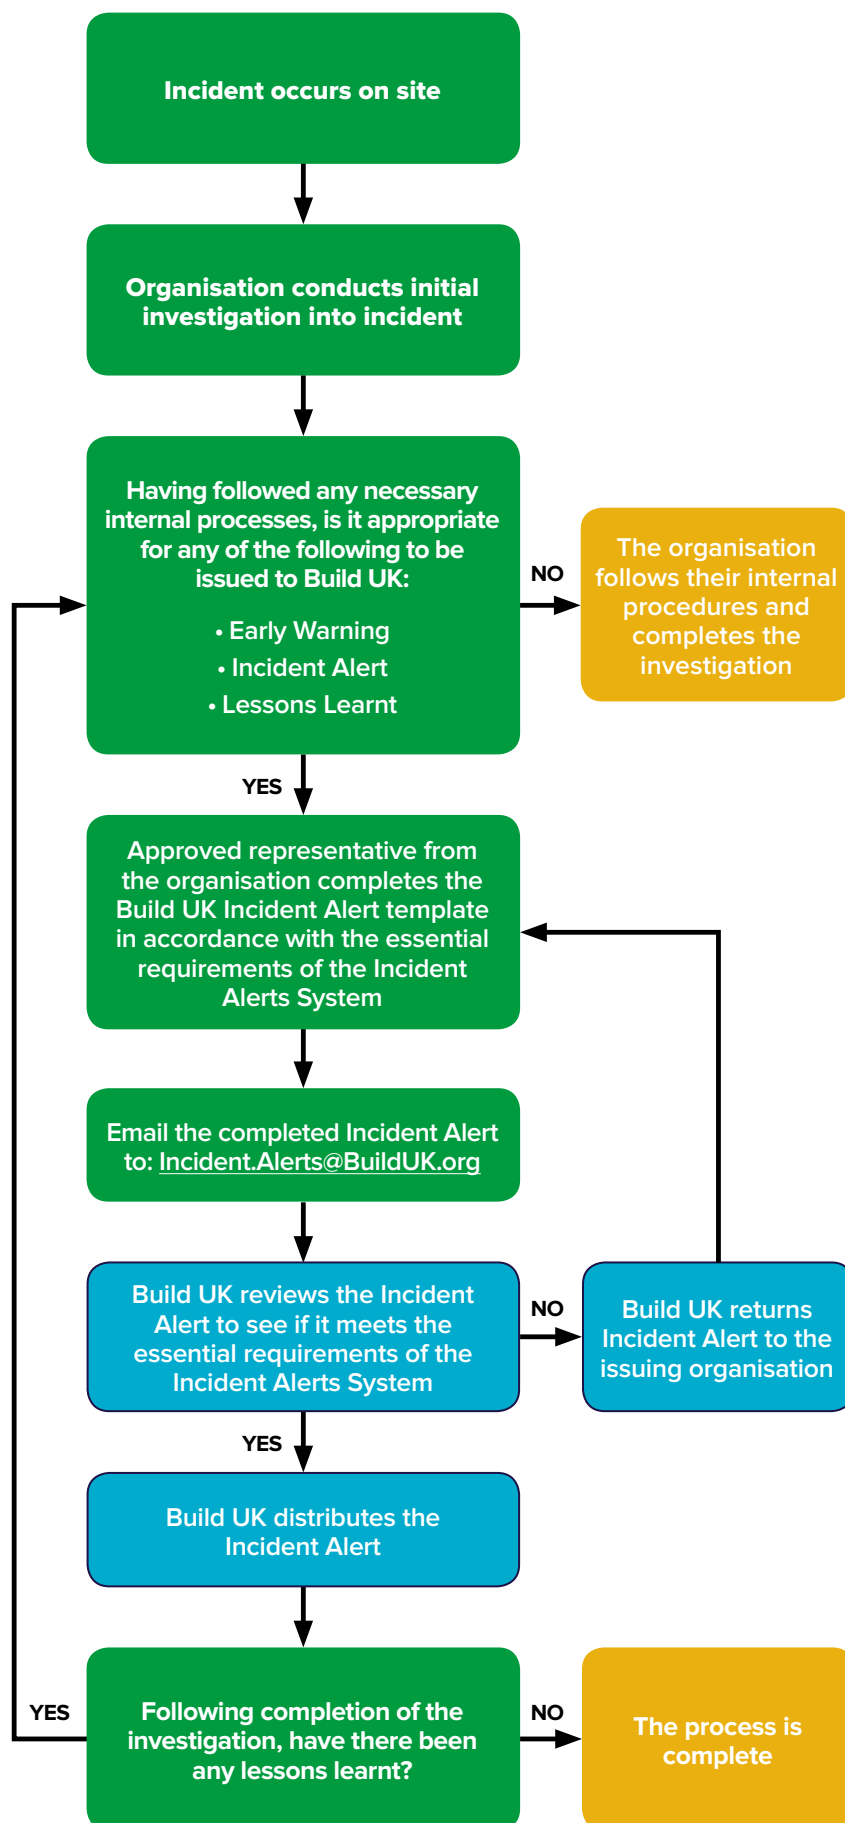 Incident occurs on site
Organisation conducts initial
investigation into incident
Having followed any necessary
internal processes, is it appropriate
for any of the following to be
issued to Build UK:
• Early Warning
• Incident Alert
• Lessons Learnt
NO
The organisation
follows their internal
procedures and
completes the
investigation
YES
Approved representative from
the organisation completes the
Build UK Incident Alert template
in accordance with the essential
requirements of the Incident
Alerts System
Email the completed Incident Alert
to: Incident.Alerts@BuildUK.org
Build UK reviews the Incident
Alert to see if it meets the
essential requirements of the
Incident Alerts System
NO
Build UK returns
Incident Alert to the
issuing organisation
YES
Build UK distributes the
Incident Alert
YES
Following completion of the
investigation, have there been
any lessons learnt?
NO
The process is
complete